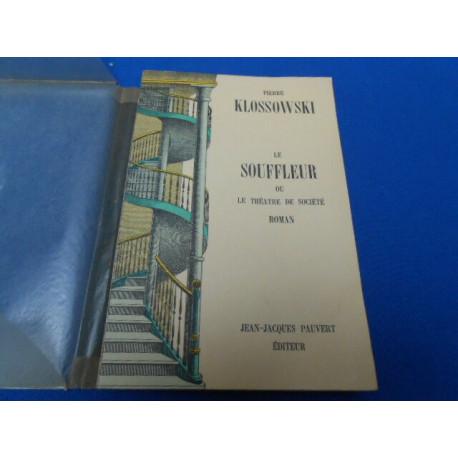 PIERRE
KLOSSOWSKI
LE
SOUFFLEUR
OU
LE THÉATRE DE SOCIÉTÉ
ROMAN
JEAN-JACQUES PAUVERT
ÉDITEUR